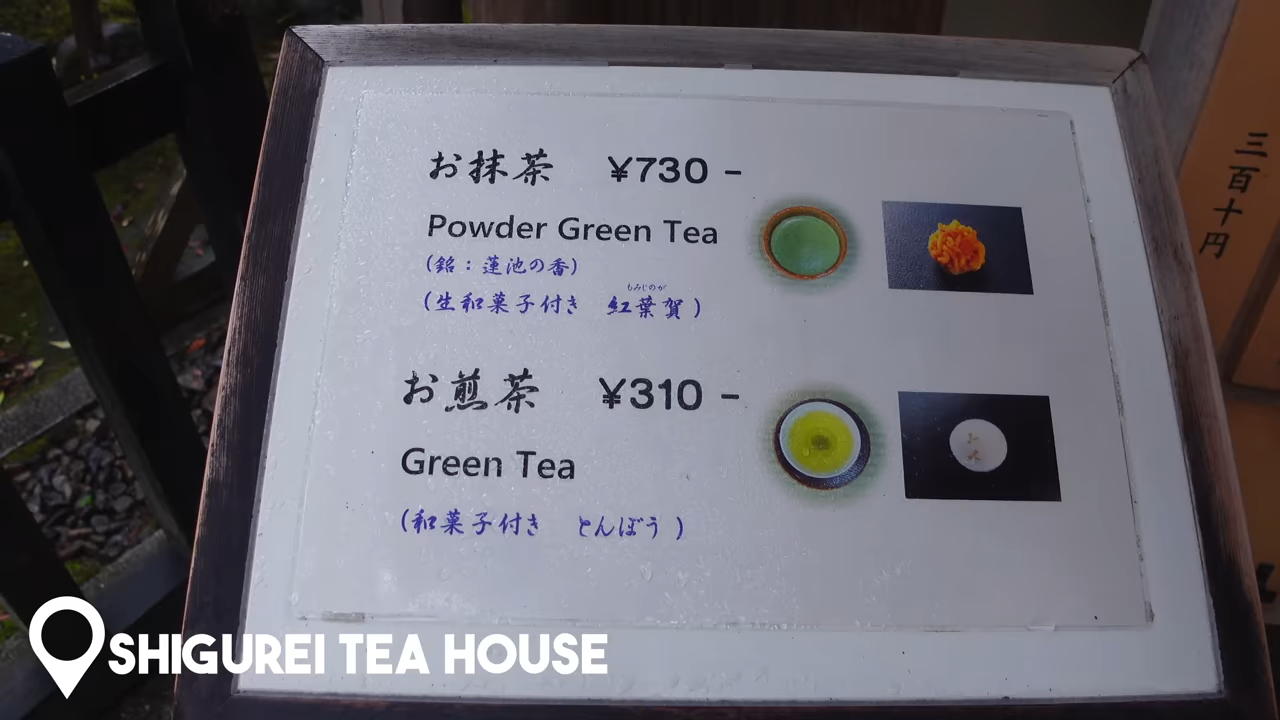 お抹茶 ¥730 –
Powder Green Tea
(銘：蓮池の香)
もみじのが
(生和菓子付き 紅葉賀)
お煎茶 ¥310 –
Green Tea
(和菓子付き とんぼう)
三百十円
SHIGUREI TEA HOUSE